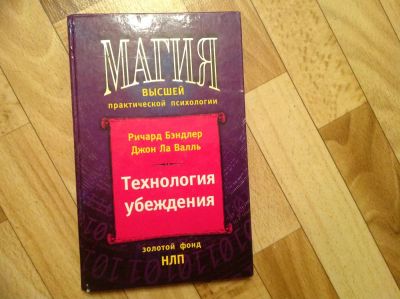 МАГИЯ
ВЫСШЕЙ
практической психологии
Ричард Бэндлер
Джон Ла Валль
Технология
убеждения
золотой фонд
НЛП